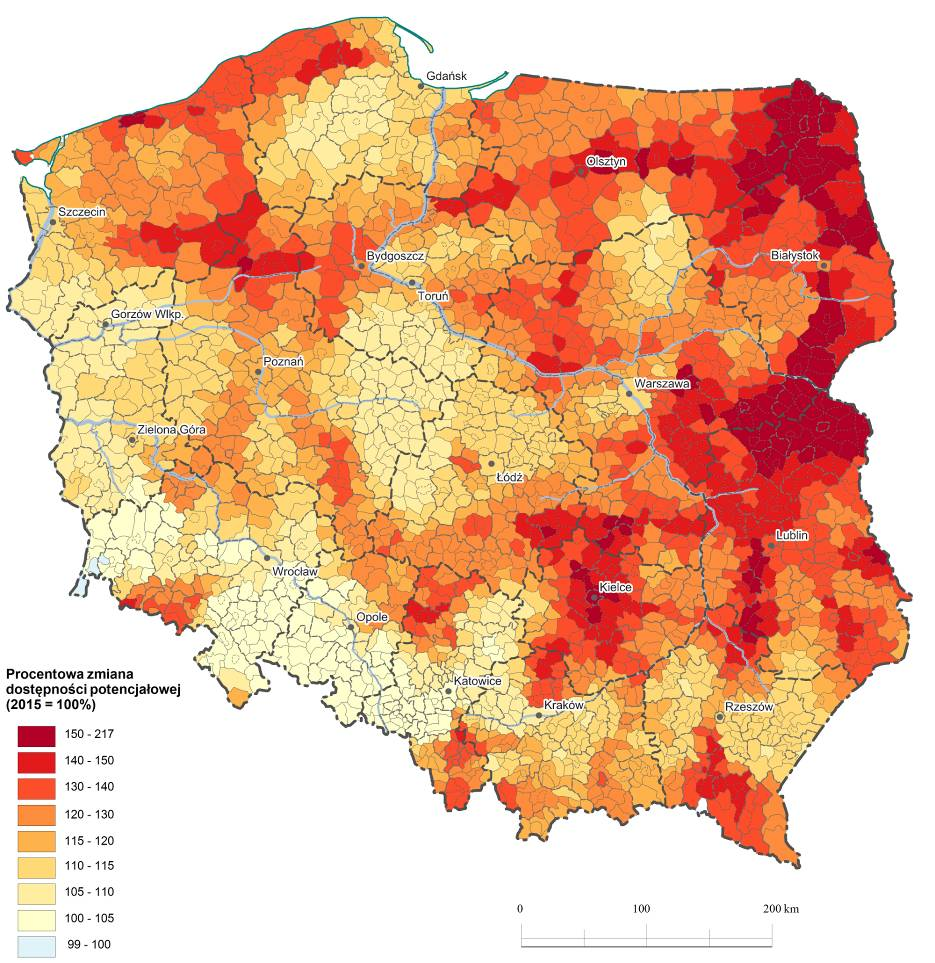 Gdańsk
Olsztyn
Szczecin
Białystok
Bydgoszcz
Toruń
Gorzów Wlkp.
Poznań
Warszawa
Zielona Góra
Łódź
Lublin
Wrocław
Kielce
Opole
Katowice
Kraków
Rzeszów
Procentowa zmiana
dostępności potencjałowej
(2015 = 100%)
150 - 217
140 - 150
130 - 140
120 - 130
115 - 120
110 - 115
105 - 110
100 - 105
99 - 100
0 100 200 km